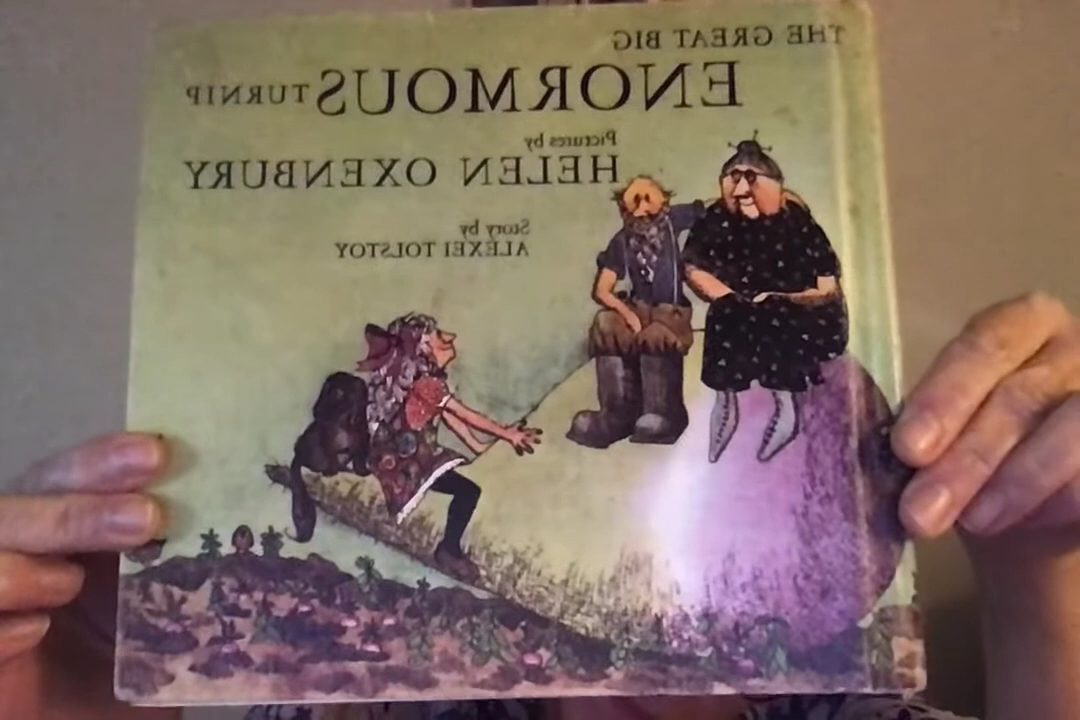 THE GREAT BIG
ENORMOUS TURNIP
Pictures by
HELEN OXENBURY
Story by
ALEXEI TOLSTOY